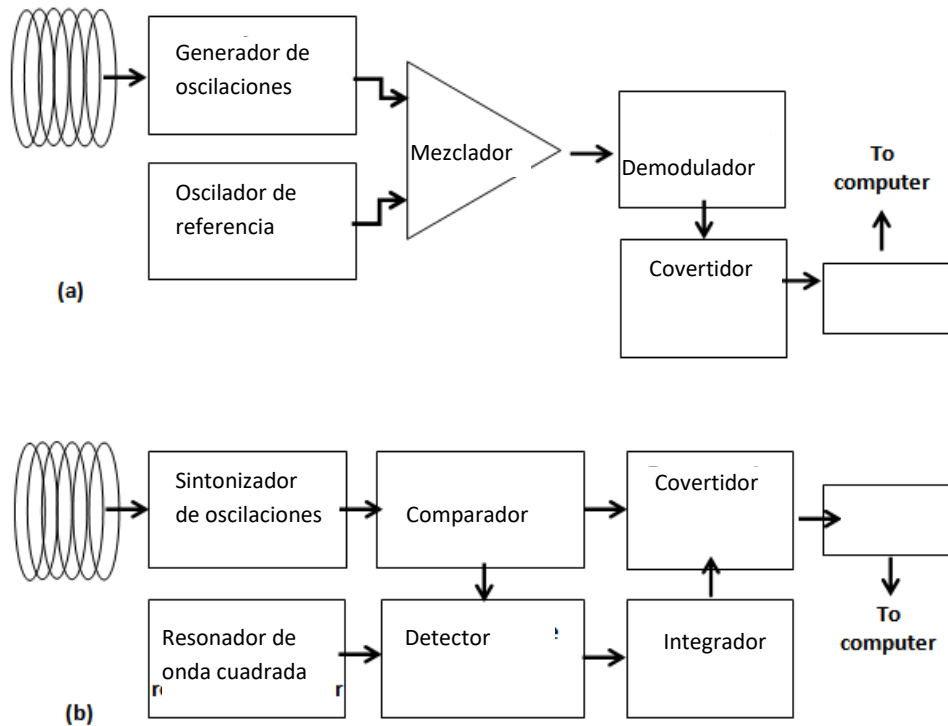 Generador de
oscilaciones
Oscilador de
referencia
Mezclador
Demodulador
Covertidor
To
computer
(a)
Sintonizador
de oscilaciones
Comparador
Covertidor
Resonador de
onda cuadrada
Detector
Integrador
To
computer
(b)